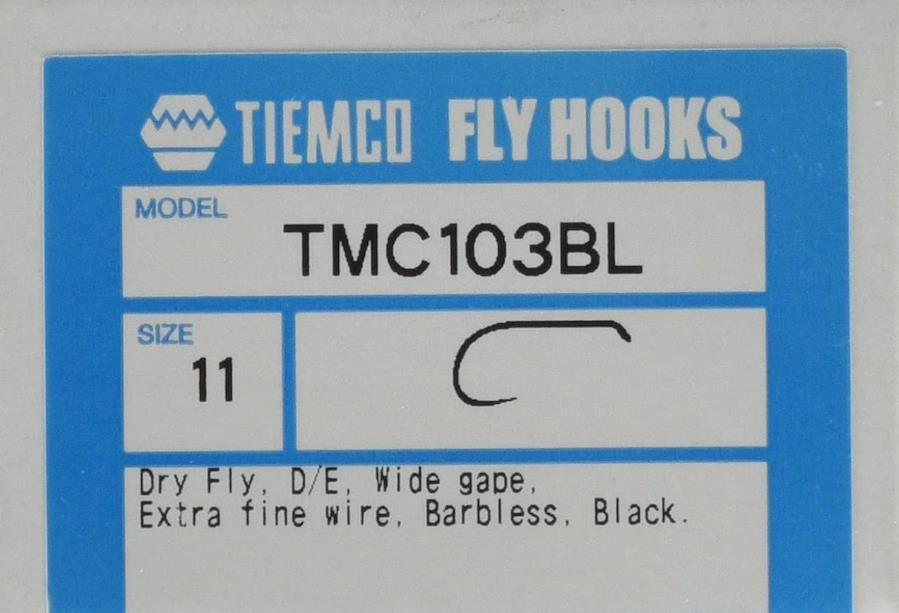 TIEMCO FLY HOOKS
MODEL
TMC103BL
SIZE
11
Dry Fly, D/E, Wide gape,
Extra fine wire, Barbless, Black.